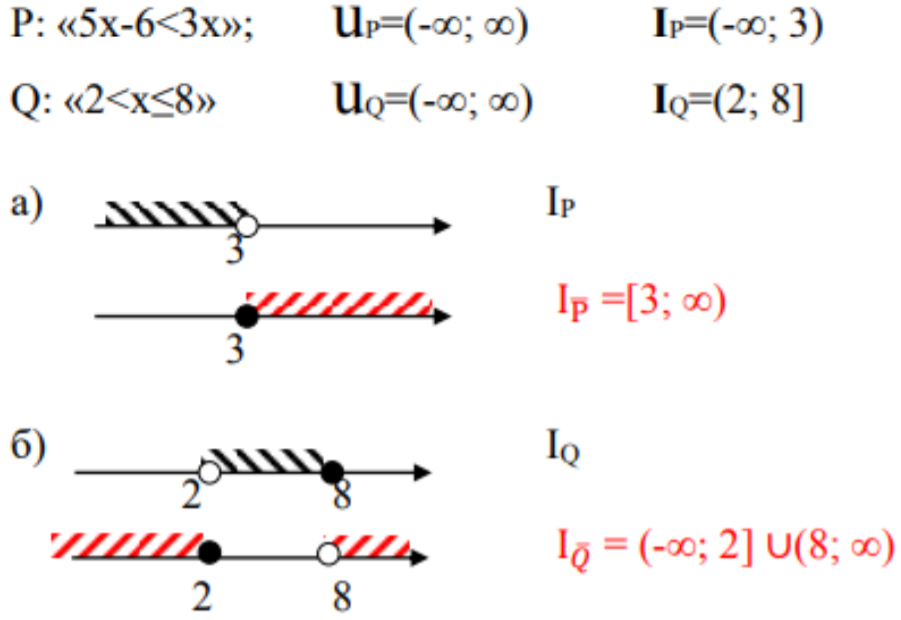 P: «5x-6<3x»; UP=(-∞; ∞) IP=(-∞; 3)
Q: «2<x≤8» UQ=(-∞; ∞) IQ=(2; 8]
а) IP
3
IP̅ =[3; ∞)
3
б) IQ
2 8
IQ̅ = (-∞; 2] ∪(8; ∞)
2 8